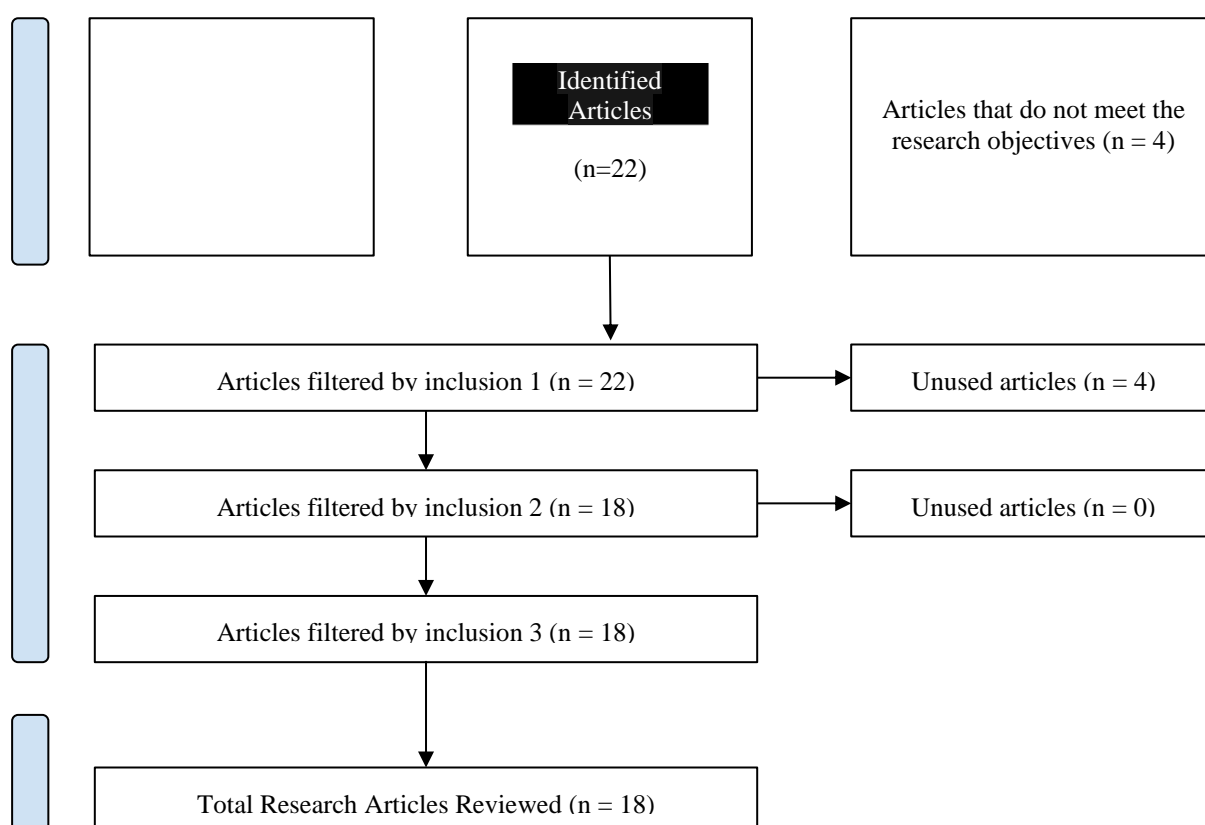 Identified
Articles
(n=22)
Articles that do not meet the
research objectives (n = 4)
Articles filtered by inclusion 1 (n = 22)
Unused articles (n = 4)
Articles filtered by inclusion 2 (n = 18)
Unused articles (n = 0)
Articles filtered by inclusion 3 (n = 18)
Total Research Articles Reviewed (n = 18)